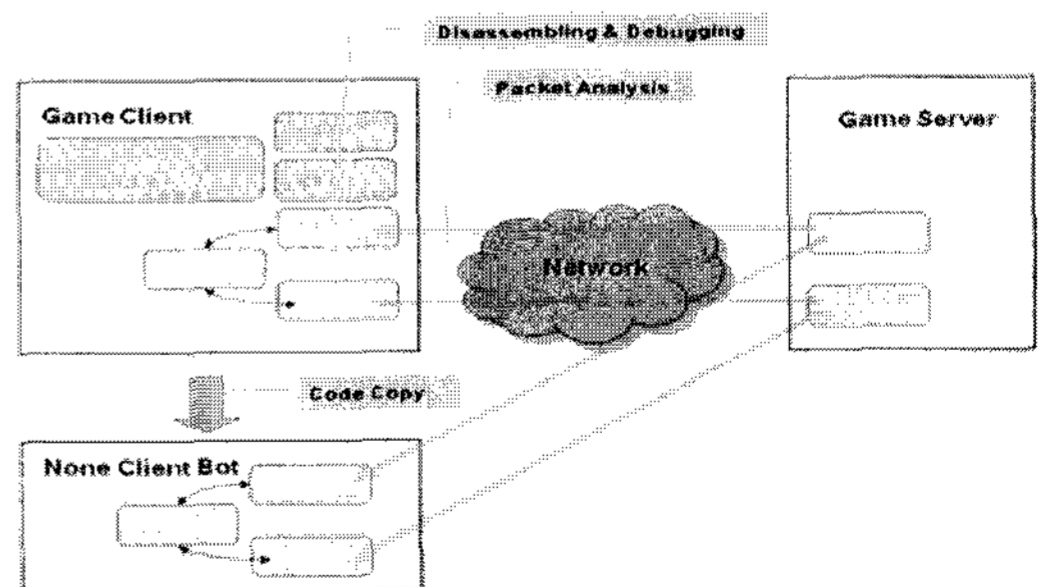 Disassembling & Debugging
Packet Analysis
Game Client
Game Server
Network
Code Copy
None Client Bot